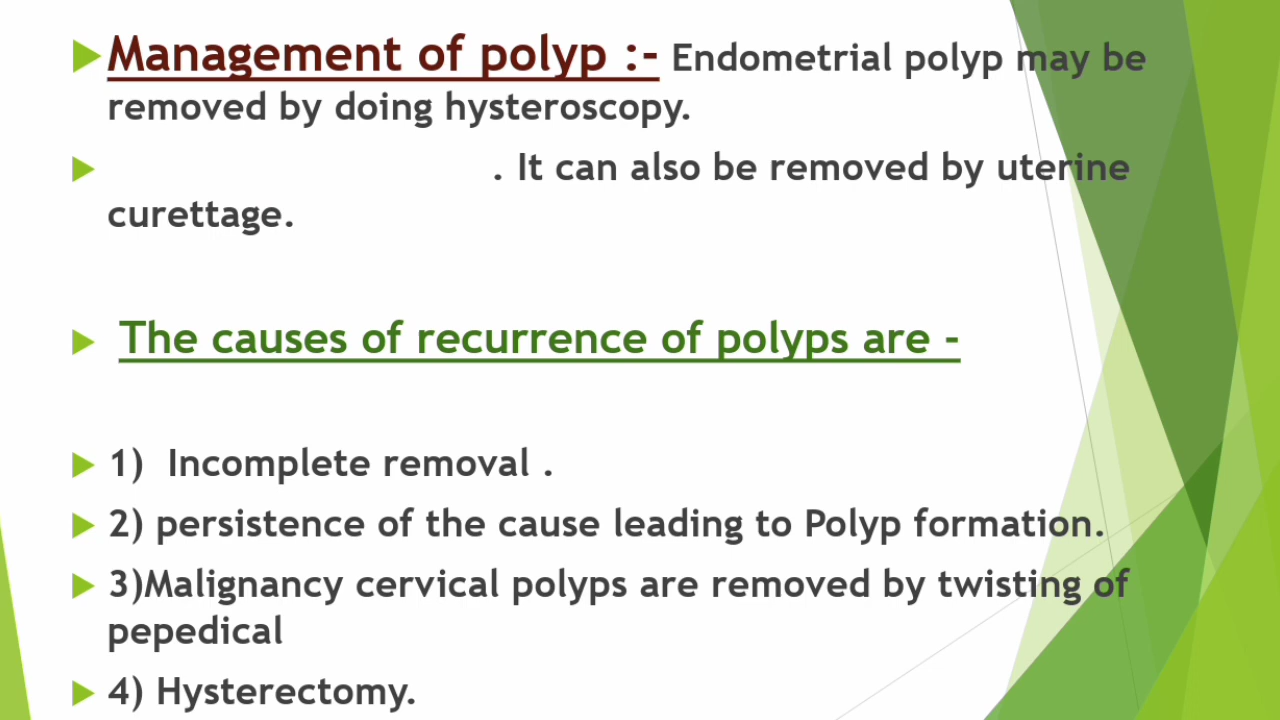 Management of polyp :- Endometrial polyp may be
removed by doing hysteroscopy.
. It can also be removed by uterine
curettage.
The causes of recurrence of polyps are -
1) Incomplete removal .
2) persistence of the cause leading to Polyp formation.
3)Malignancy cervical polyps are removed by twisting of
pepedical
4) Hysterectomy.